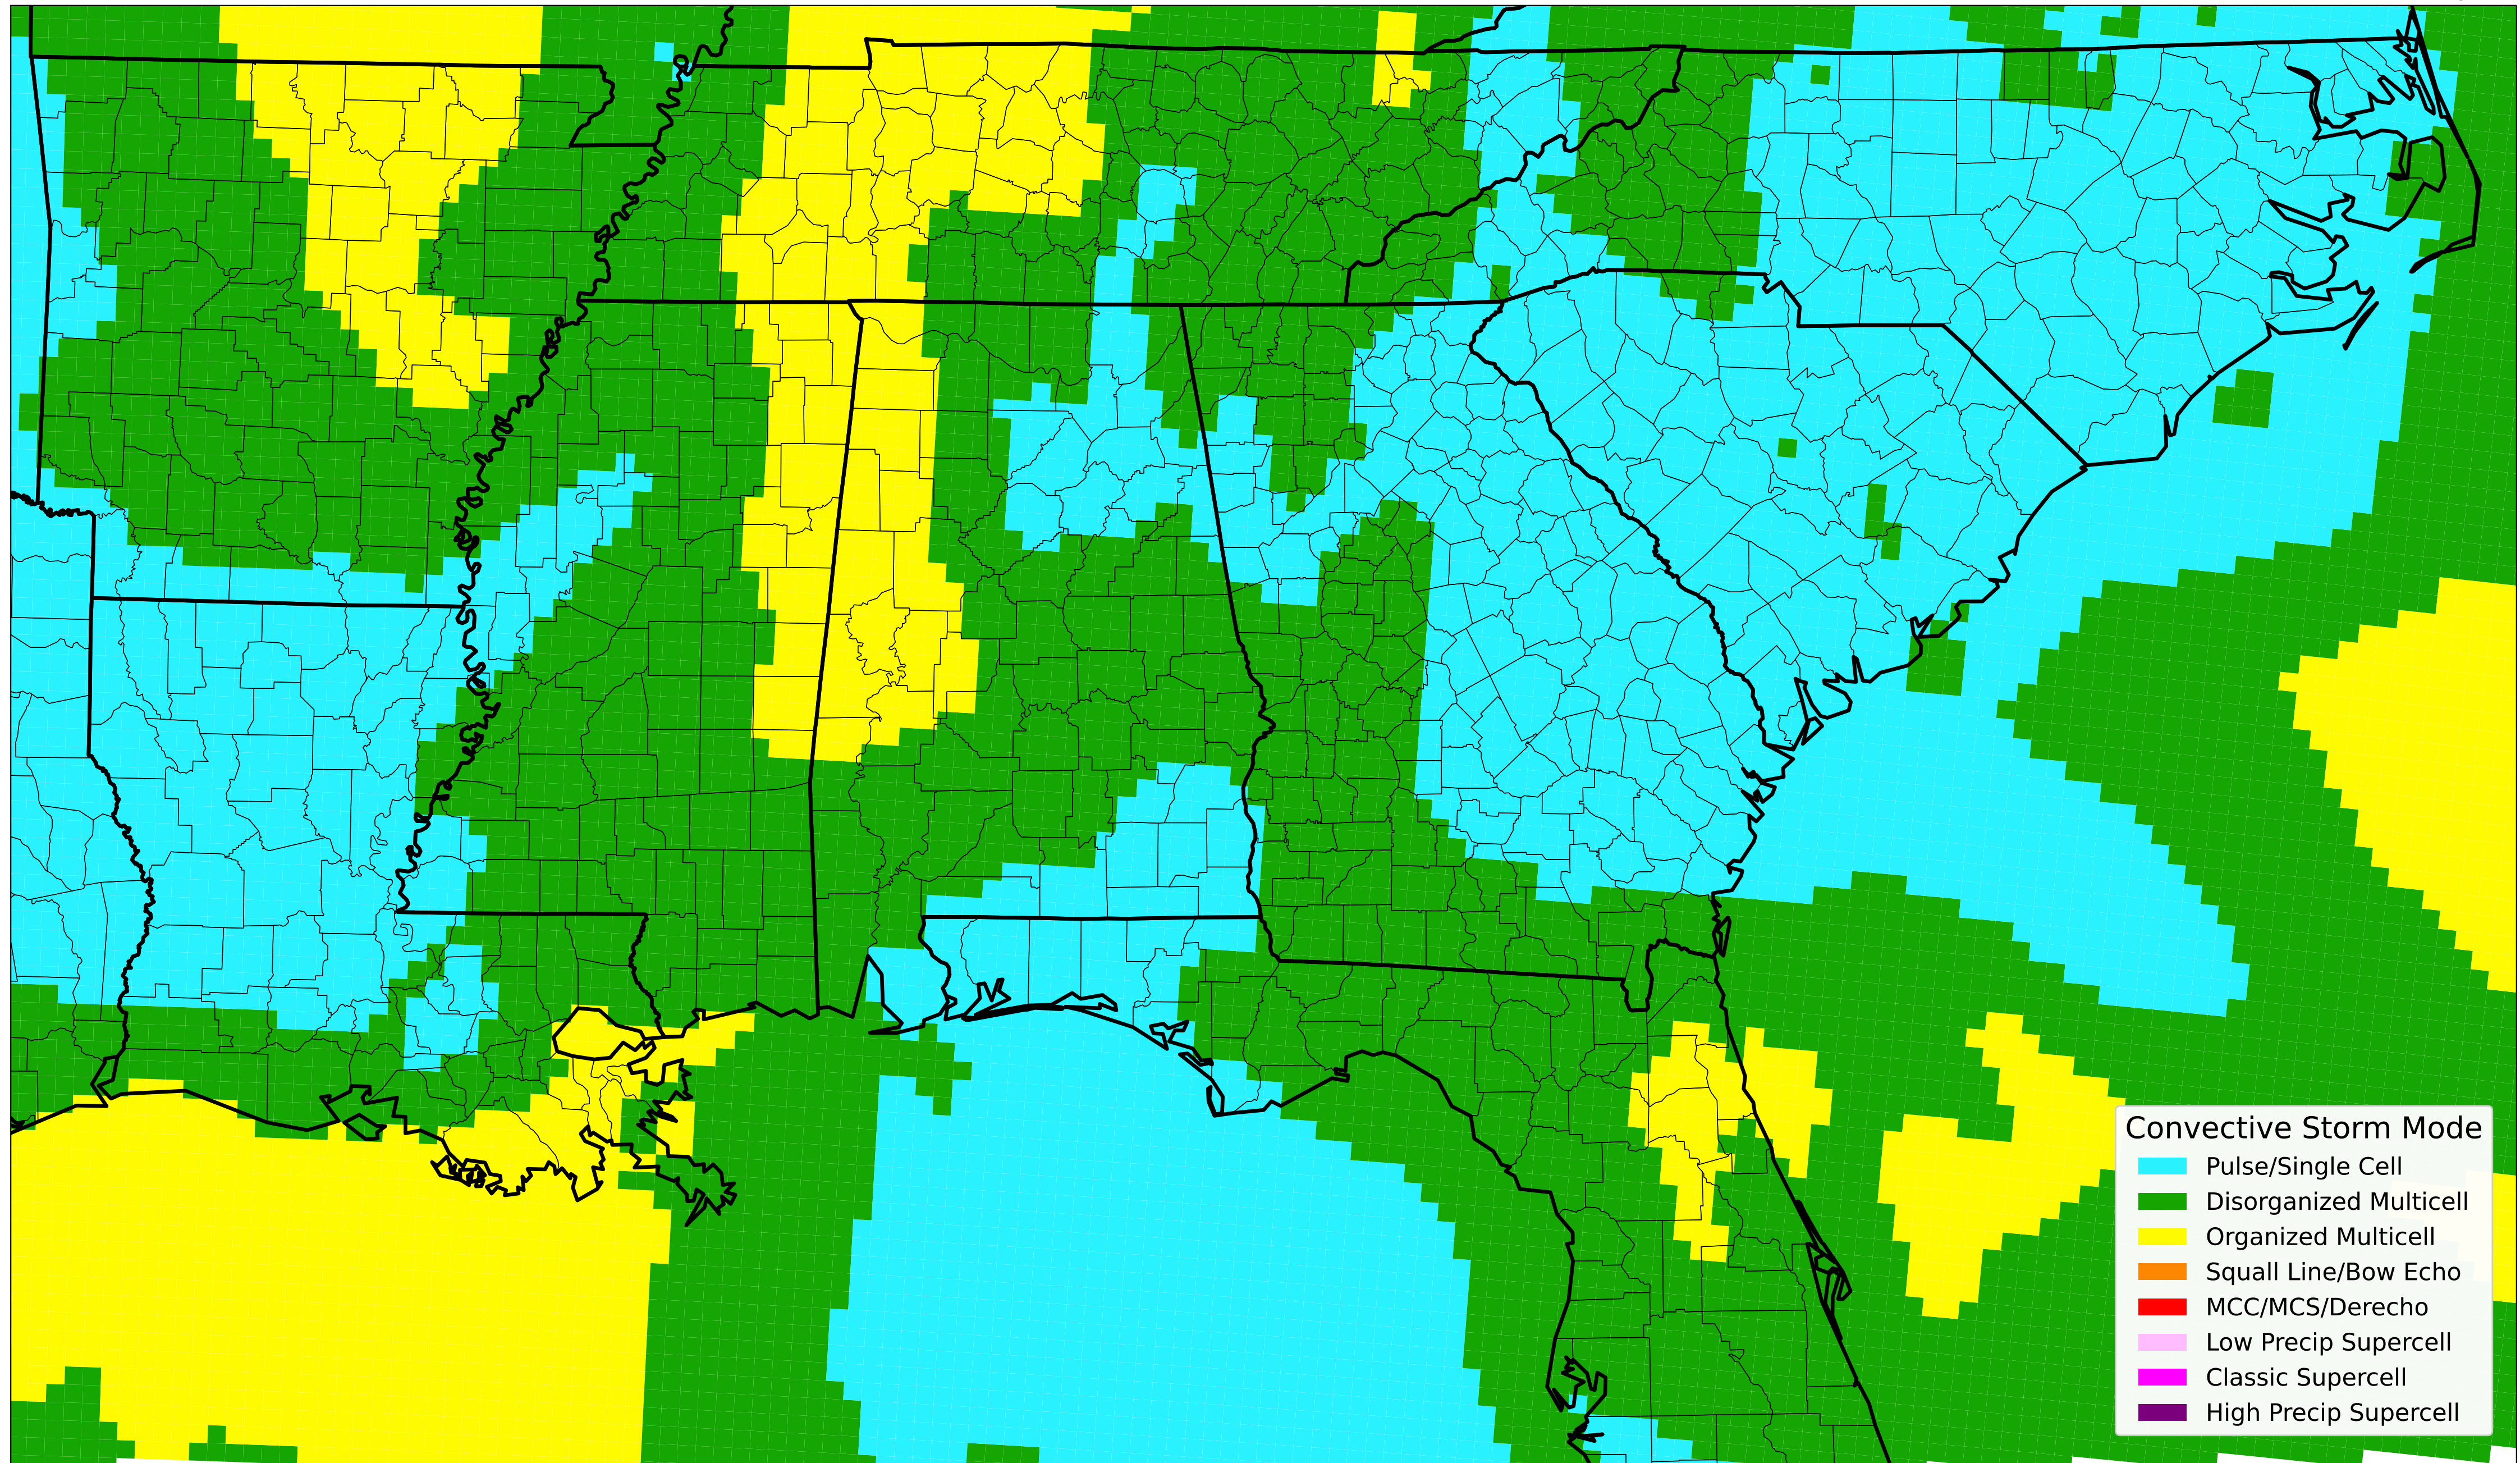 Convective Storm Mode
Pulse/Single Cell
Disorganized Multicell
Organized Multicell
Squall Line/Bow Echo
MCC/MCS/Derecho
Low Precip Supercell
Classic Supercell
High Precip Supercell